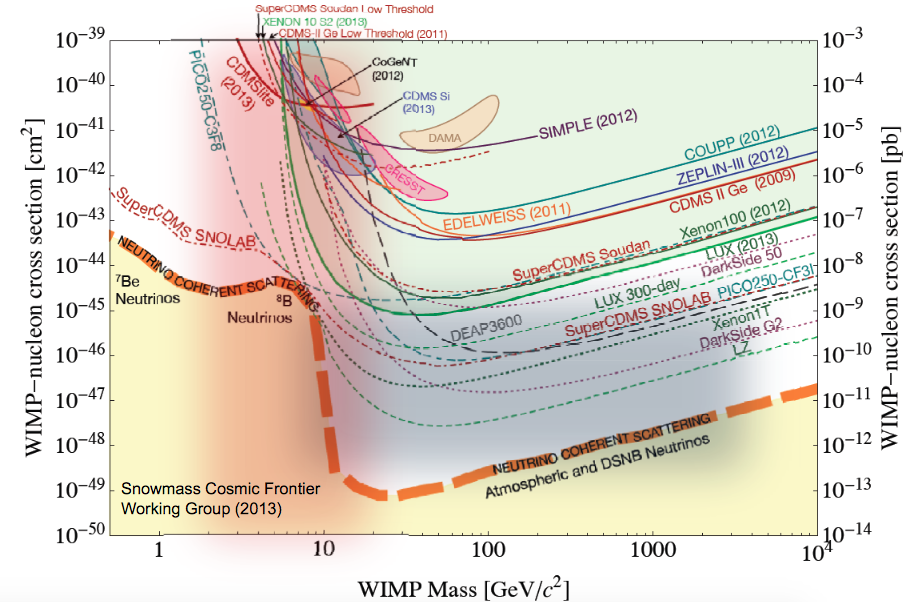 SuperCDMS Soudan Low Threshold
XENON 10 S2 (2013)
CDMS-II Ge Low Threshold (2011)
10−39
10−40
10−41
10−42
10−43
10−44
10−45
10−46
10−47
10−48
10−49
10−50
WIMP−nucleon cross section [cm2]
10−3
10−4
10−5
10−6
10−7
10−8
10−9
10−10
10−11
10−12
10−13
10−14
WIMP−nucleon cross section [pb]
PICO250-C3F8
CDMSlite
(2013)
CoGeNT
(2012)
CDMS Si
(2013)
DAMA
CRESST
SIMPLE (2012)
COUPP (2012)
ZEPLIN-III (2012)
CDMS II Ge (2009)
EDELWEISS (2011)
Xenon100 (2012)
SuperCDMS Soudan
LUX (2013)
DarkSide 50
SuperCDMS SNOLAB
NEUTRINO COHERENT SCATTERING
7Be
Neutrinos
8B
Neutrinos
LUX 300-day
PICO250-CF3I
SuperCDMS SNOLAB
DEAP3600
Xenon1T
DarkSide G2
LZ
NEUTRINO COHERENT SCATTERING
Atmospheric and DSNB Neutrinos
Snowmass Cosmic Frontier
Working Group (2013)
1
10
100
1000
104
WIMP Mass [GeV/c2]